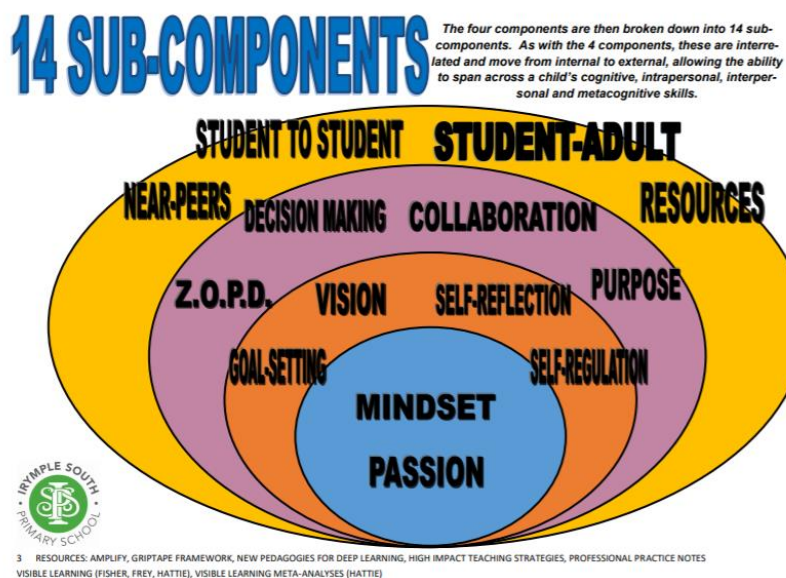 14 SUB-COMPONENTS
The four components are then broken down into 14 sub-
components. As with the 4 components, these are interre-
lated and move from internal to external, allowing the ability
to span across a child's cognitive, intrapersonal, interper-
sonal and metacognitive skills.
STUDENT TO STUDENT STUDENT-ADULT
NEAR-PEERS RESOURCES
DECISION MAKING COLLABORATION
Z.O.P.D. PURPOSE
VISION SELF-REFLECTION
GOAL-SETTING SELF-REGULATION
MINDSET
PASSION
IRYMPLE SOUTH
SPS
PRIMARY SCHOOL
3 RESOURCES: AMPLIFY, GRIPTAPE FRAMEWORK, NEW PEDAGOGIES FOR DEEP LEARNING, HIGH IMPACT TEACHING STRATEGIES, PROFESSIONAL PRACTICE NOTES
VISIBLE LEARNING (FISHER, FREY, HATTIE), VISIBLE LEARNING META-ANALYSES (HATTIE)